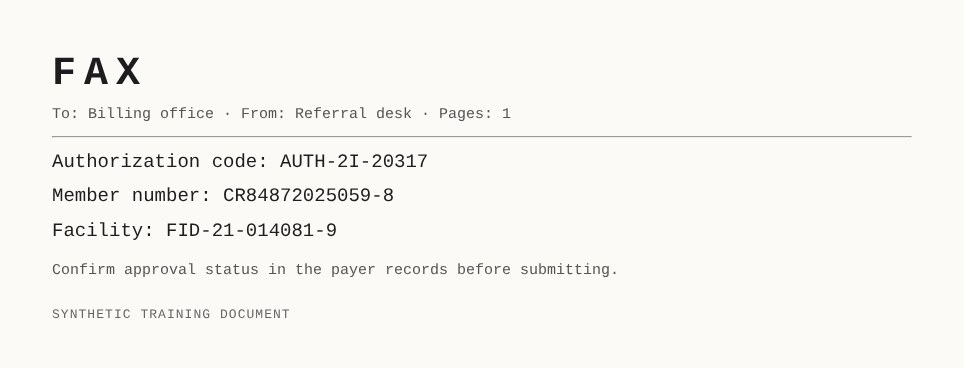 FAX
To: Billing office · From: Referral desk · Pages: 1
Authorization code: AUTH-2I-20317
Member number: CR84872025059-8
Facility: FID-21-014081-9
Confirm approval status in the payer records before submitting.
SYNTHETIC TRAINING DOCUMENT